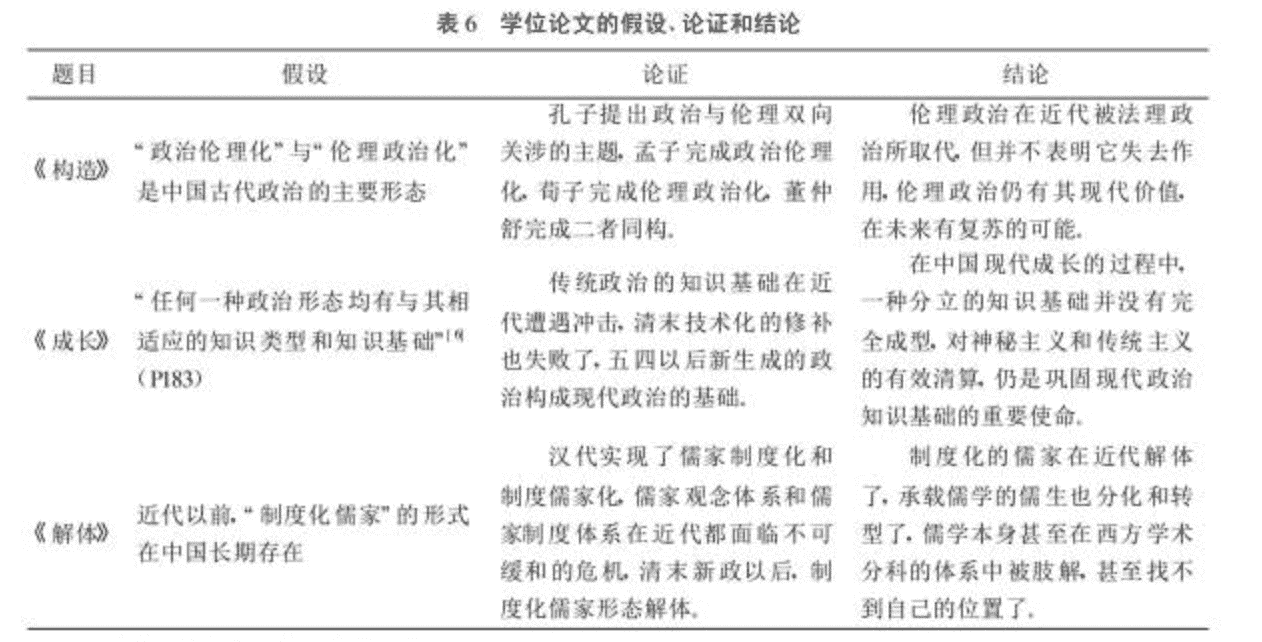 表6 学位论文的假设、论证和结论
题目 假设 论证 结论
《构造》
“政治伦理化”与“伦理政治化”
是中国古代政治的主要形态
孔子提出政治与伦理双向
关涉的主题,孟子完成政治伦理
化,荀子完成伦理政治化,董仲
舒完成二者同构.
伦理政治在近代被法理政
治所取代,但并不表明它失去作
用,伦理政治仍有其现代价值,
在未来有复苏的可能.
《成长》
“任何一种政治形态均有与其相
适应的知识类型和知识基础”
(P183)
传统政治的知识基础在近
代遭遇冲击,清末技术化的修补
也失败了,五四以后新生成的政
治构成现代政治的基础.
在中国现代成长的过程中,
一种分立的知识基础并没有完
全成型,对神秘主义和传统主义
的有效清算,仍是巩固现代政治
知识基础的重要使命.
《解体》
近代以前,“制度化儒家”的形式
在中国长期存在
汉代实现了儒家制度化和
制度儒家化,儒家观念体系和儒
家制度体系在近代都面临不可
缓和的危机,清末新政以后,制
度化儒家形态解体.
制度化的儒家在近代解体
了,承载儒学的儒生也分化和转
型了,儒学本身甚至在西方学术
分科的体系中被肢解,甚至找不
到自己的位置了.